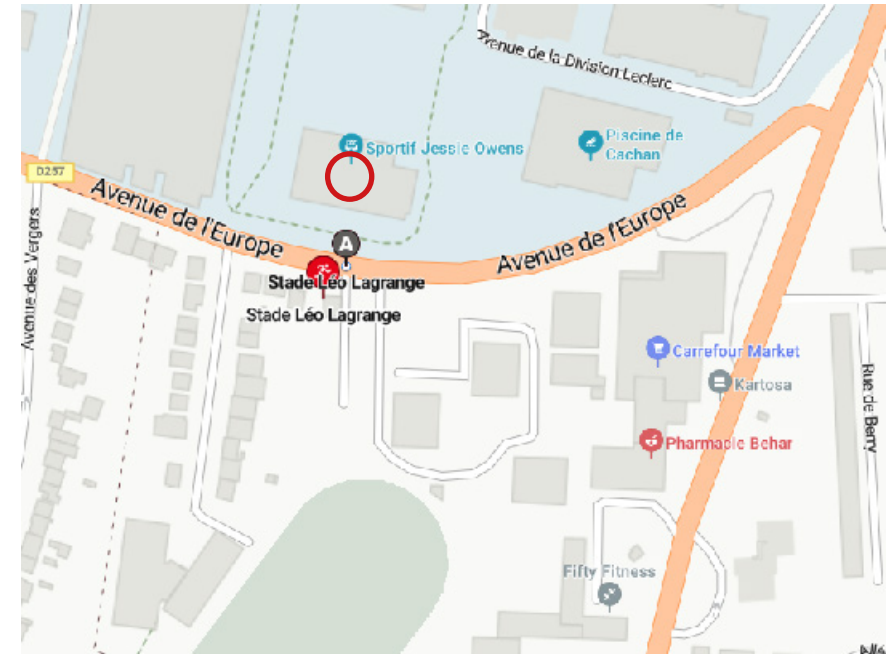 Avenue de la Division Leclerc
Sportif Jessie Owens
Piscine de
Cachan
D257
Avenue de l'Europe
Avenue de l'Europe
Avenue des Vergers
A
Stade Léo Lagrange
Stade Léo Lagrange
Carrefour Market
Kartosa
Rue de Berry
Pharmacie Behar
Fifty Fitness